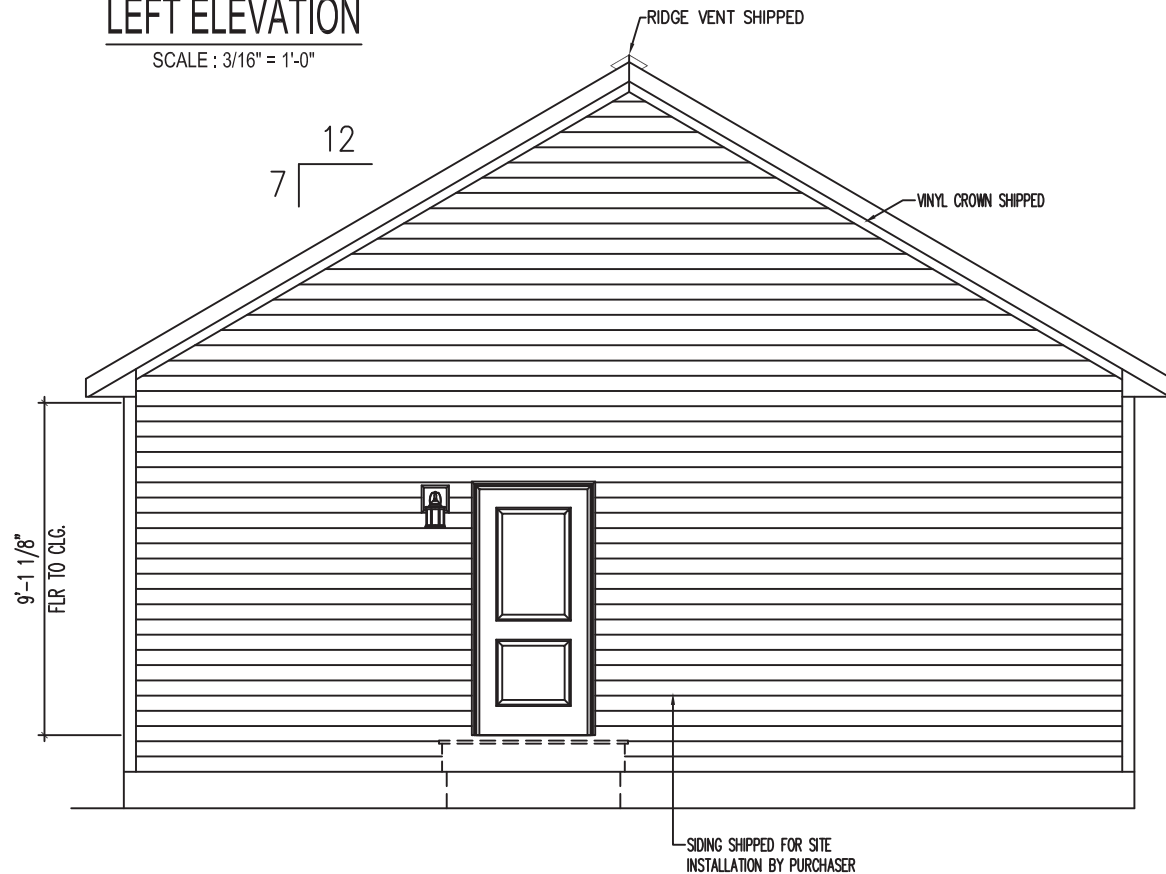 LEFT ELEVATION
SCALE : 3/16" = 1'-0"
RIDGE VENT SHIPPED
12
7
VINYL CROWN SHIPPED
9'-1 1/8"
FLR TO CLG.
SIDING SHIPPED FOR SITE
INSTALLATION BY PURCHASER